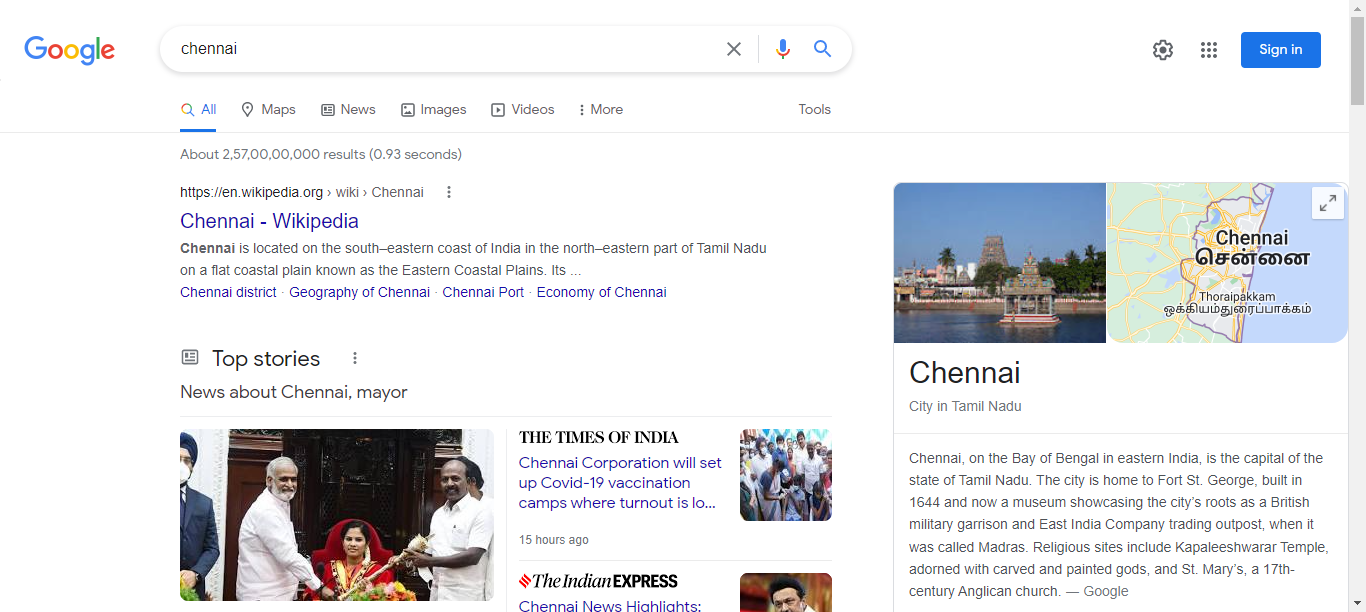 Google
chennai
Sign in
All
Maps
News
Images
Videos
More
Tools
About 2,57,00,00,000 results (0.93 seconds)
https://en.wikipedia.org › wiki › Chennai
Chennai - Wikipedia
Chennai is located on the south–eastern coast of India in the north–eastern part of Tamil Nadu
on a flat coastal plain known as the Eastern Coastal Plains. Its ...
Chennai district · Geography of Chennai · Chennai Port · Economy of Chennai
Top stories
News about Chennai, mayor
THE TIMES OF INDIA
Chennai Corporation will set
up Covid-19 vaccination
camps where turnout is lo...
15 hours ago
The Indian EXPRESS
Chennai News Highlights:
Chennai
சென்னை
Thoraipakkam
ஒக்கியம்துரைப்பாக்கம்
Chennai
City in Tamil Nadu
Chennai, on the Bay of Bengal in eastern India, is the capital of the
state of Tamil Nadu. The city is home to Fort St. George, built in
1644 and now a museum showcasing the city’s roots as a British
military garrison and East India Company trading outpost, when it
was called Madras. Religious sites include Kapaleeshwarar Temple,
adorned with carved and painted gods, and St. Mary’s, a 17th-
century Anglican church. — Google